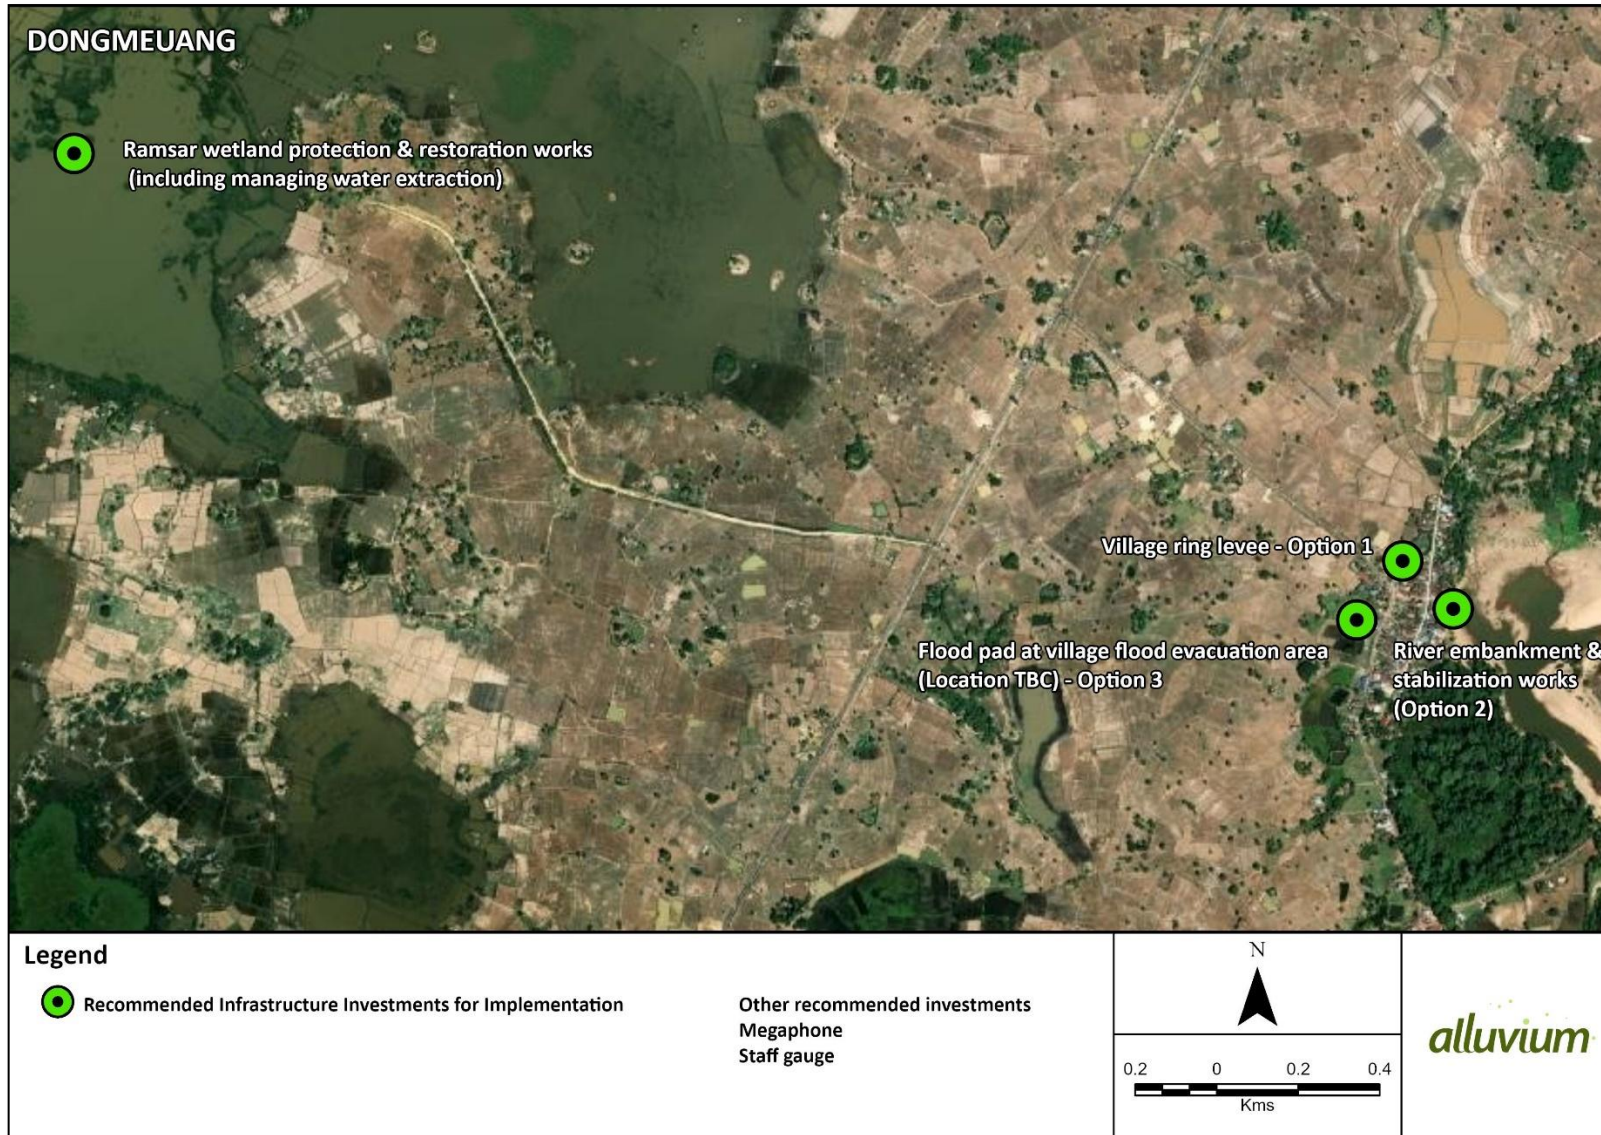 DONGMEUANG
Ramsar wetland protection & restoration works
(including managing water extraction)
Village ring levee - Option 1
Flood pad at village flood evacuation area
(Location TBC) - Option 3
River embankment &
stabilization works
(Option 2)
Legend
Recommended Infrastructure Investments for Implementation
Other recommended investments
Megaphone
Staff gauge
N
0.2 0 0.2 0.4
Kms
alluvium